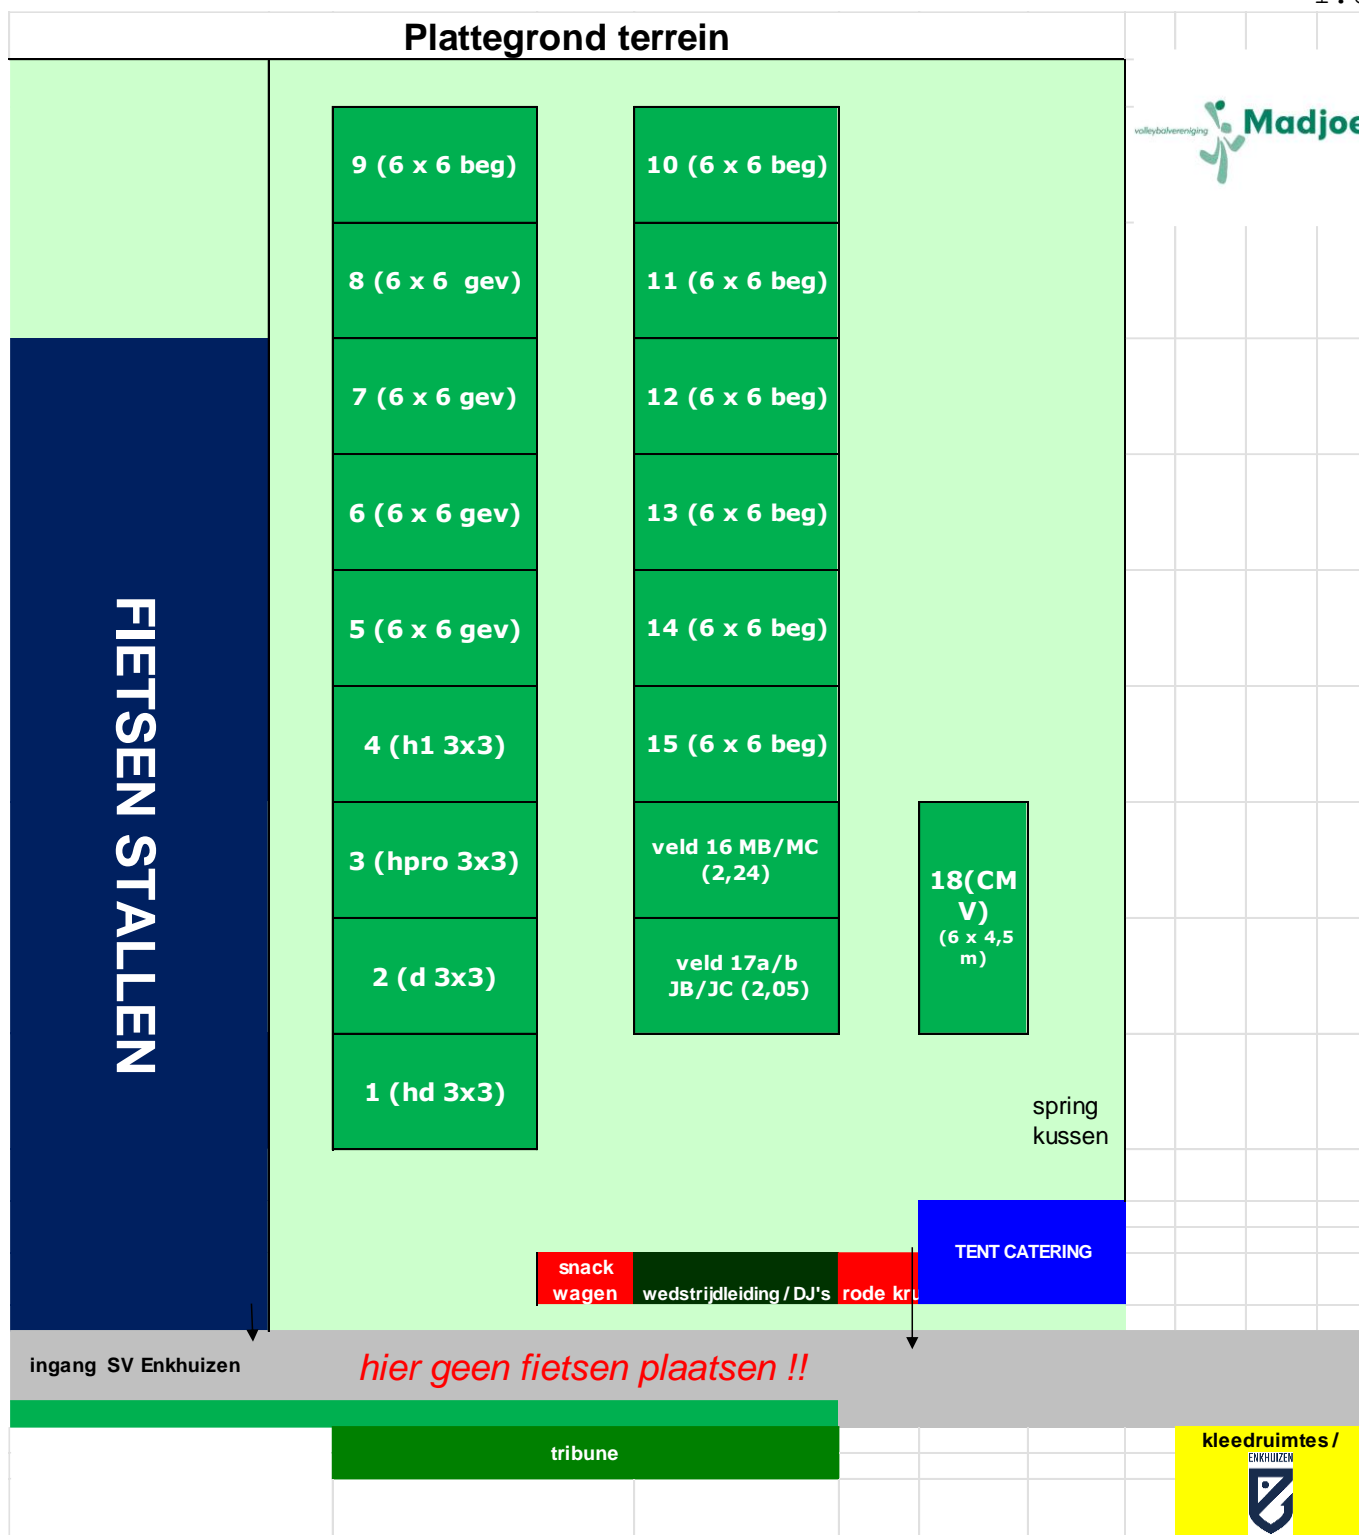 Plattegrond terrein
volleybalvereniging Madjoe
9 (6 x 6 beg)
10 (6 x 6 beg)
8 (6 x 6 gev)
11 (6 x 6 beg)
7 (6 x 6 gev)
12 (6 x 6 beg)
6 (6 x 6 gev)
13 (6 x 6 beg)
5 (6 x 6 gev)
14 (6 x 6 beg)
4 (h1 3x3)
15 (6 x 6 beg)
3 (hpro 3x3)
veld 16 MB/MC
(2,24)
18(CM
V)
(6 x 4,5
m)
2 (d 3x3)
veld 17a/b
JB/JC (2,05)
1 (hd 3x3)
FIETSEN STALLEN
spring
kussen
TENT CATERING
snack
wagen
wedstrijdleiding / DJ's
rode kru
ingang SV Enkhuizen
hier geen fietsen plaatsen !!
tribune
kleedruimtes /
ENKHUIZEN